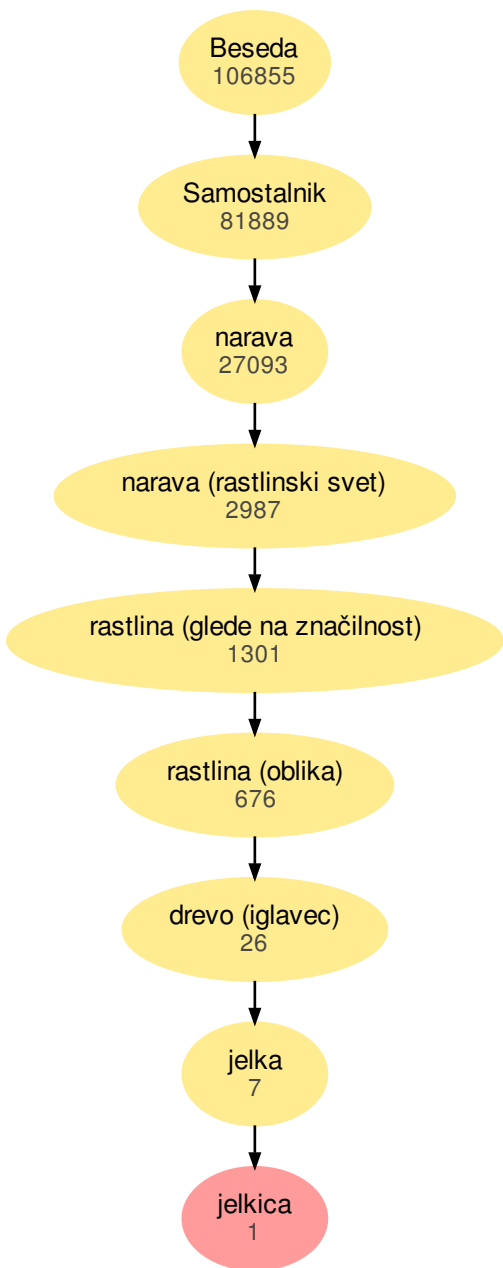 Beseda
106855
Samostalnik
81889
narava
27093
narava (rastlinski svet)
2987
rastlina (glede na značilnost)
1301
rastlina (oblika)
676
drevo (iglavec)
26
jelka
7
jelkica
1